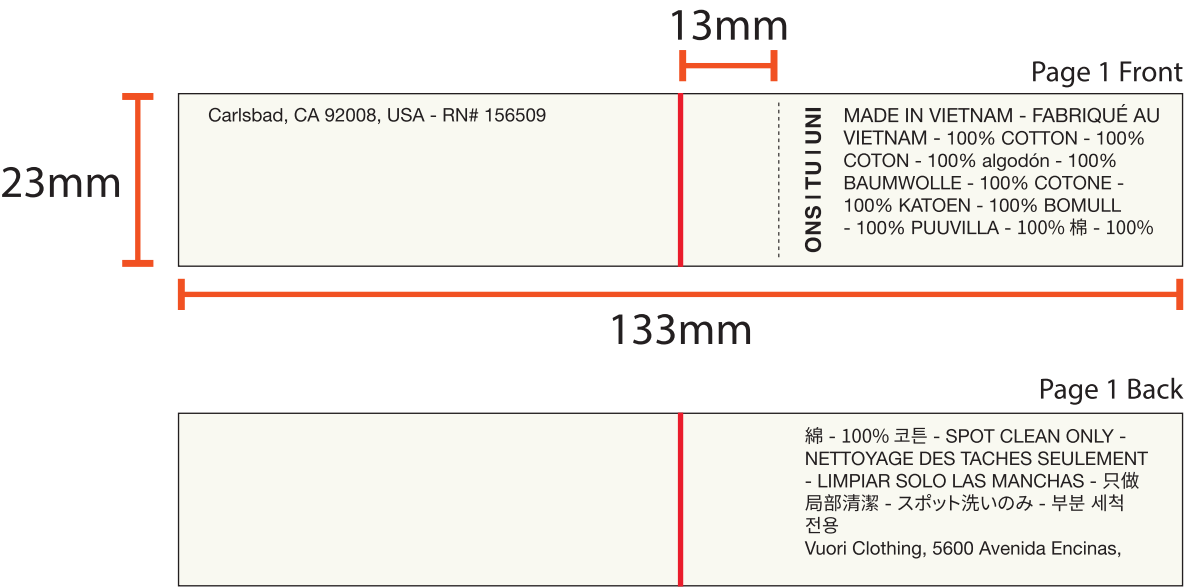 13mm
Page 1 Front
23mm
Carlsbad, CA 92008, USA - RN# 156509
ONS I TU I UNI
MADE IN VIETNAM - FABRIQUÉ AU
VIETNAM - 100% COTTON - 100%
COTON - 100% algodón - 100%
BAUMWOLLE - 100% COTONE -
100% KATOEN - 100% BOMULL
- 100% PUUVILLA - 100% 棉 - 100%
133mm
Page 1 Back
綿 - 100% 코튼 - SPOT CLEAN ONLY -
NETTOYAGE DES TACHES SEULEMENT
- LIMPIAR SOLO LAS MANCHAS - 只做
局部清潔 - スポット洗いのみ - 부분 세척
전용
Vuori Clothing, 5600 Avenida Encinas,